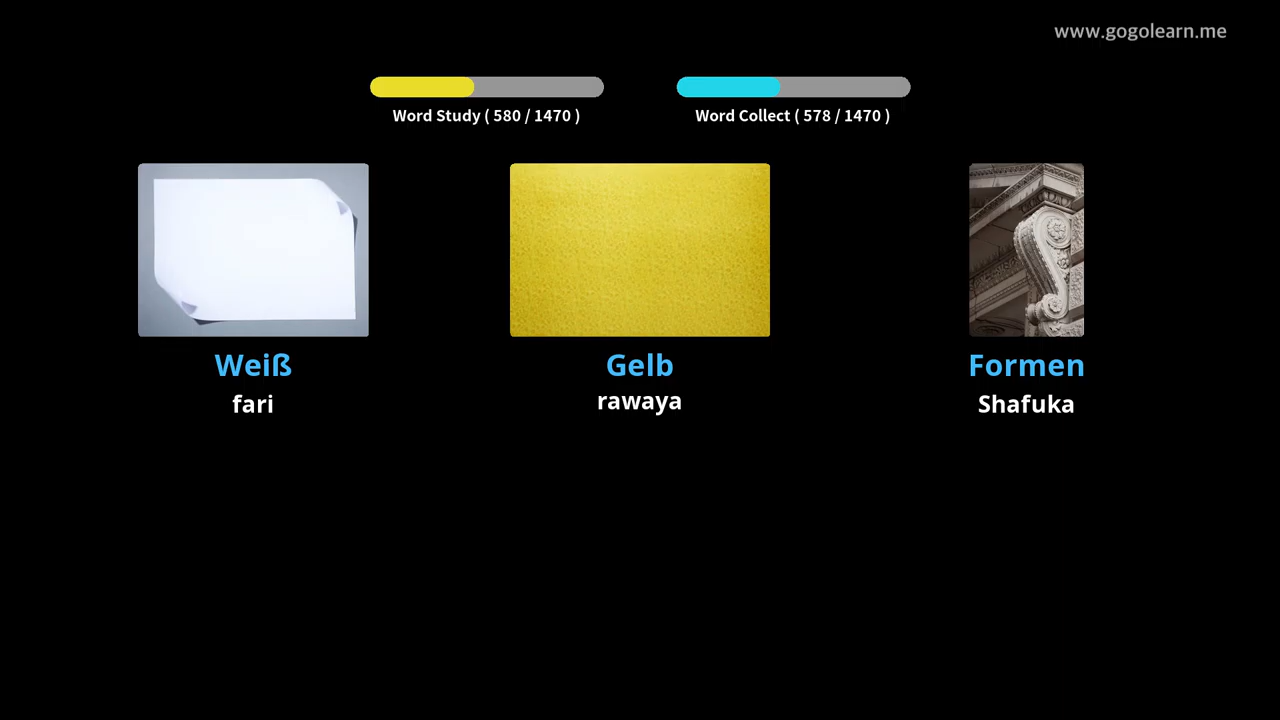 www.gogolearn.me
Word Study ( 580 / 1470 )
Word Collect ( 578 / 1470 )
Weiß
fari
Gelb
rawaya
Formen
Shafuka